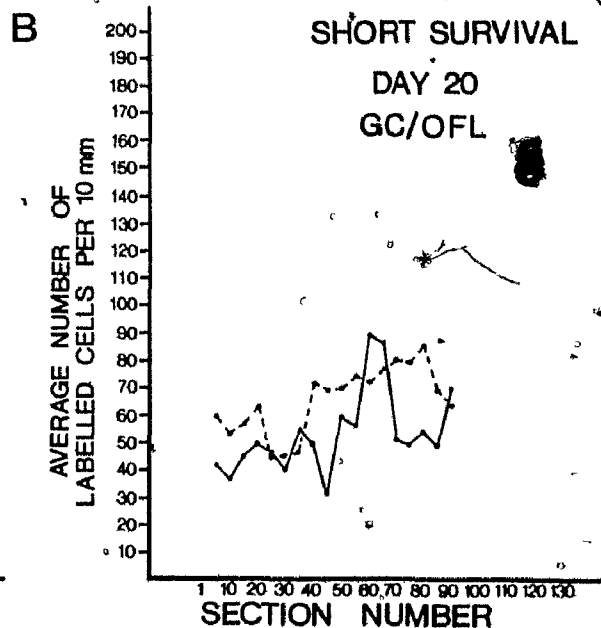 B
SHORT SURVIVAL
DAY 20
GC/OFL
AVERAGE NUMBER OF
LABELLED CELLS PER 10 mm
200
190
180
170
160
150
140
130
120
110
100
90
80
70
60
50
40
30
20
10
1 10 20 30 40 50 60 70 80 90 100 110 120 130
SECTION NUMBER